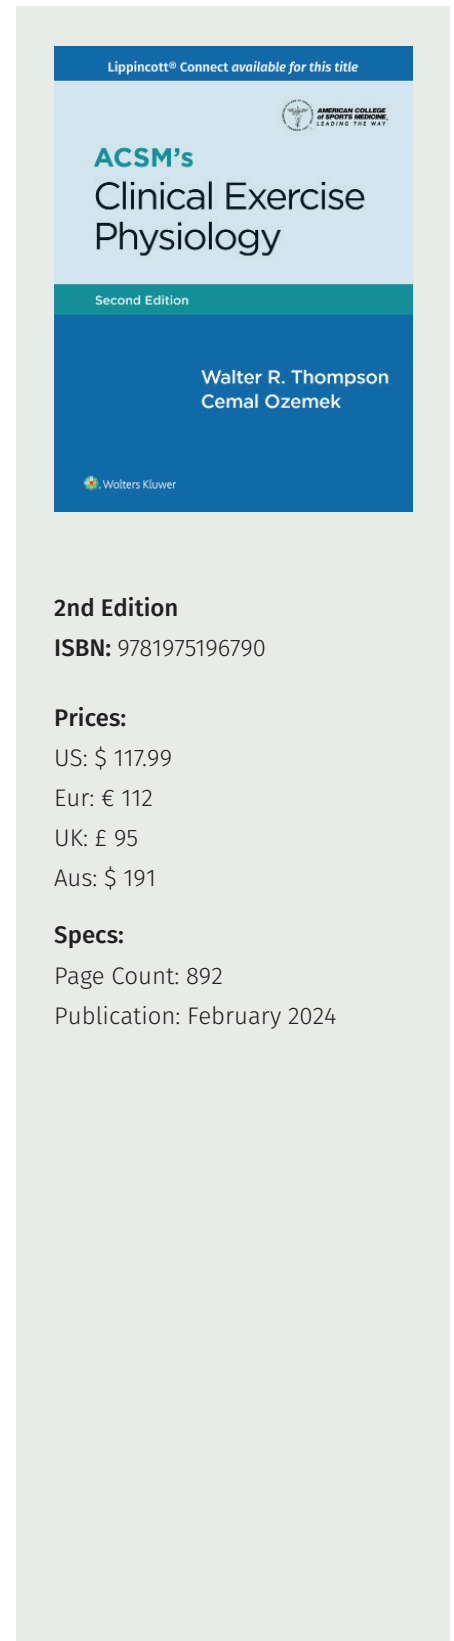 Lippincott® Connect available for this title
AMERICAN COLLEGE
of SPORTS MEDICINE
LEADING THE WAY
ACSM's
Clinical Exercise
Physiology
Second Edition
Walter R. Thompson
Cemal Ozemek
Wolters Kluwer
2nd Edition
ISBN: 9781975196790
Prices:
US: $ 117.99
Eur: € 112
UK: £ 95
Aus: $ 191
Specs:
Page Count: 892
Publication: February 2024